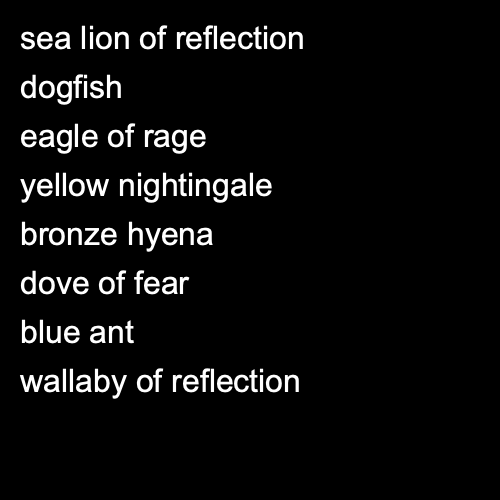 sea lion of reflection
dogfish
eagle of rage
yellow nightingale
bronze hyena
dove of fear
blue ant
wallaby of reflection